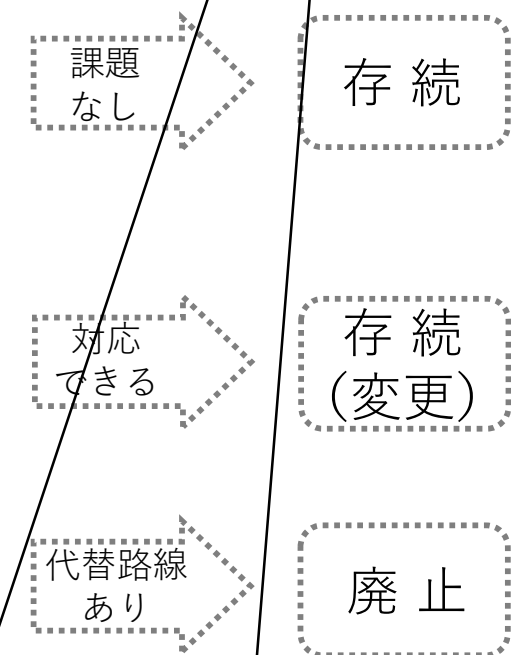 課題
なし
存 続
対応
できる
存 続
(変更)
代替路線
あり
廃 止